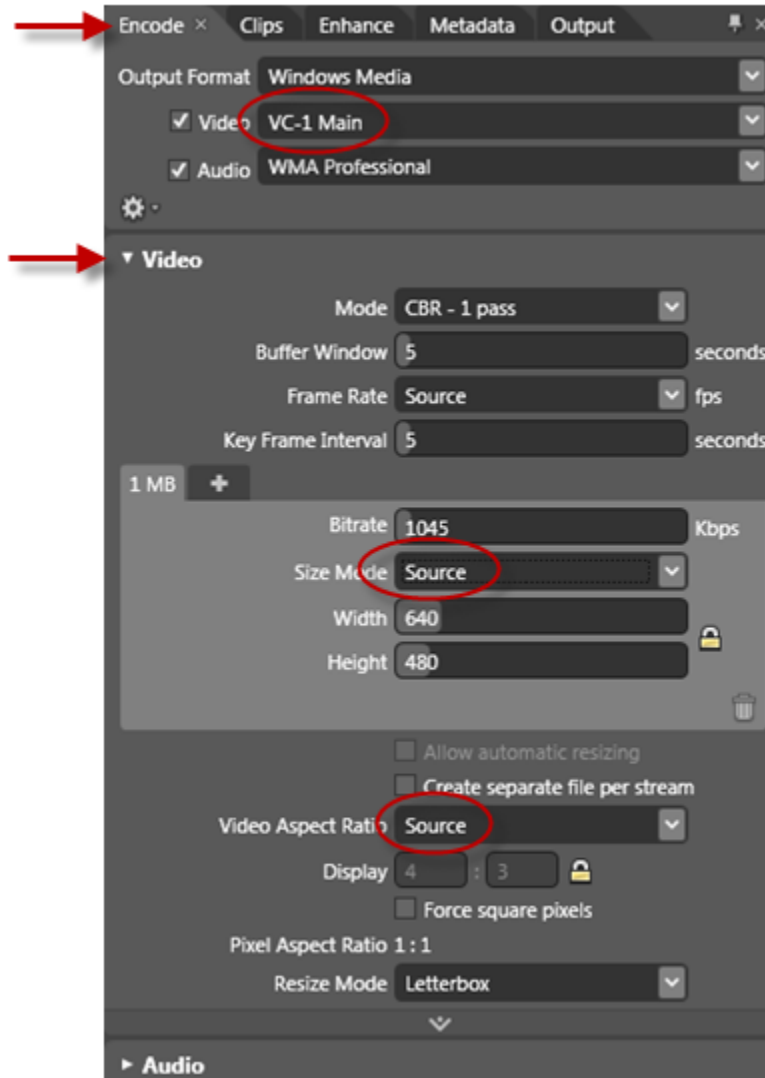 Encode × Clips Enhance Metadata Output
Output Format Windows Media
Video VC-1 Main
Audio WMA Professional
Video
Mode CBR - 1 pass
Buffer Window 5 seconds
Frame Rate Source fps
Key Frame Interval 5 seconds
1 MB +
Bitrate 1045 Kbps
Size Mode Source
Width 640
Height 480
Allow automatic resizing
Create separate file per stream
Video Aspect Ratio Source
Display 4 : 3
Force square pixels
Pixel Aspect Ratio 1 : 1
Resize Mode Letterbox
Audio